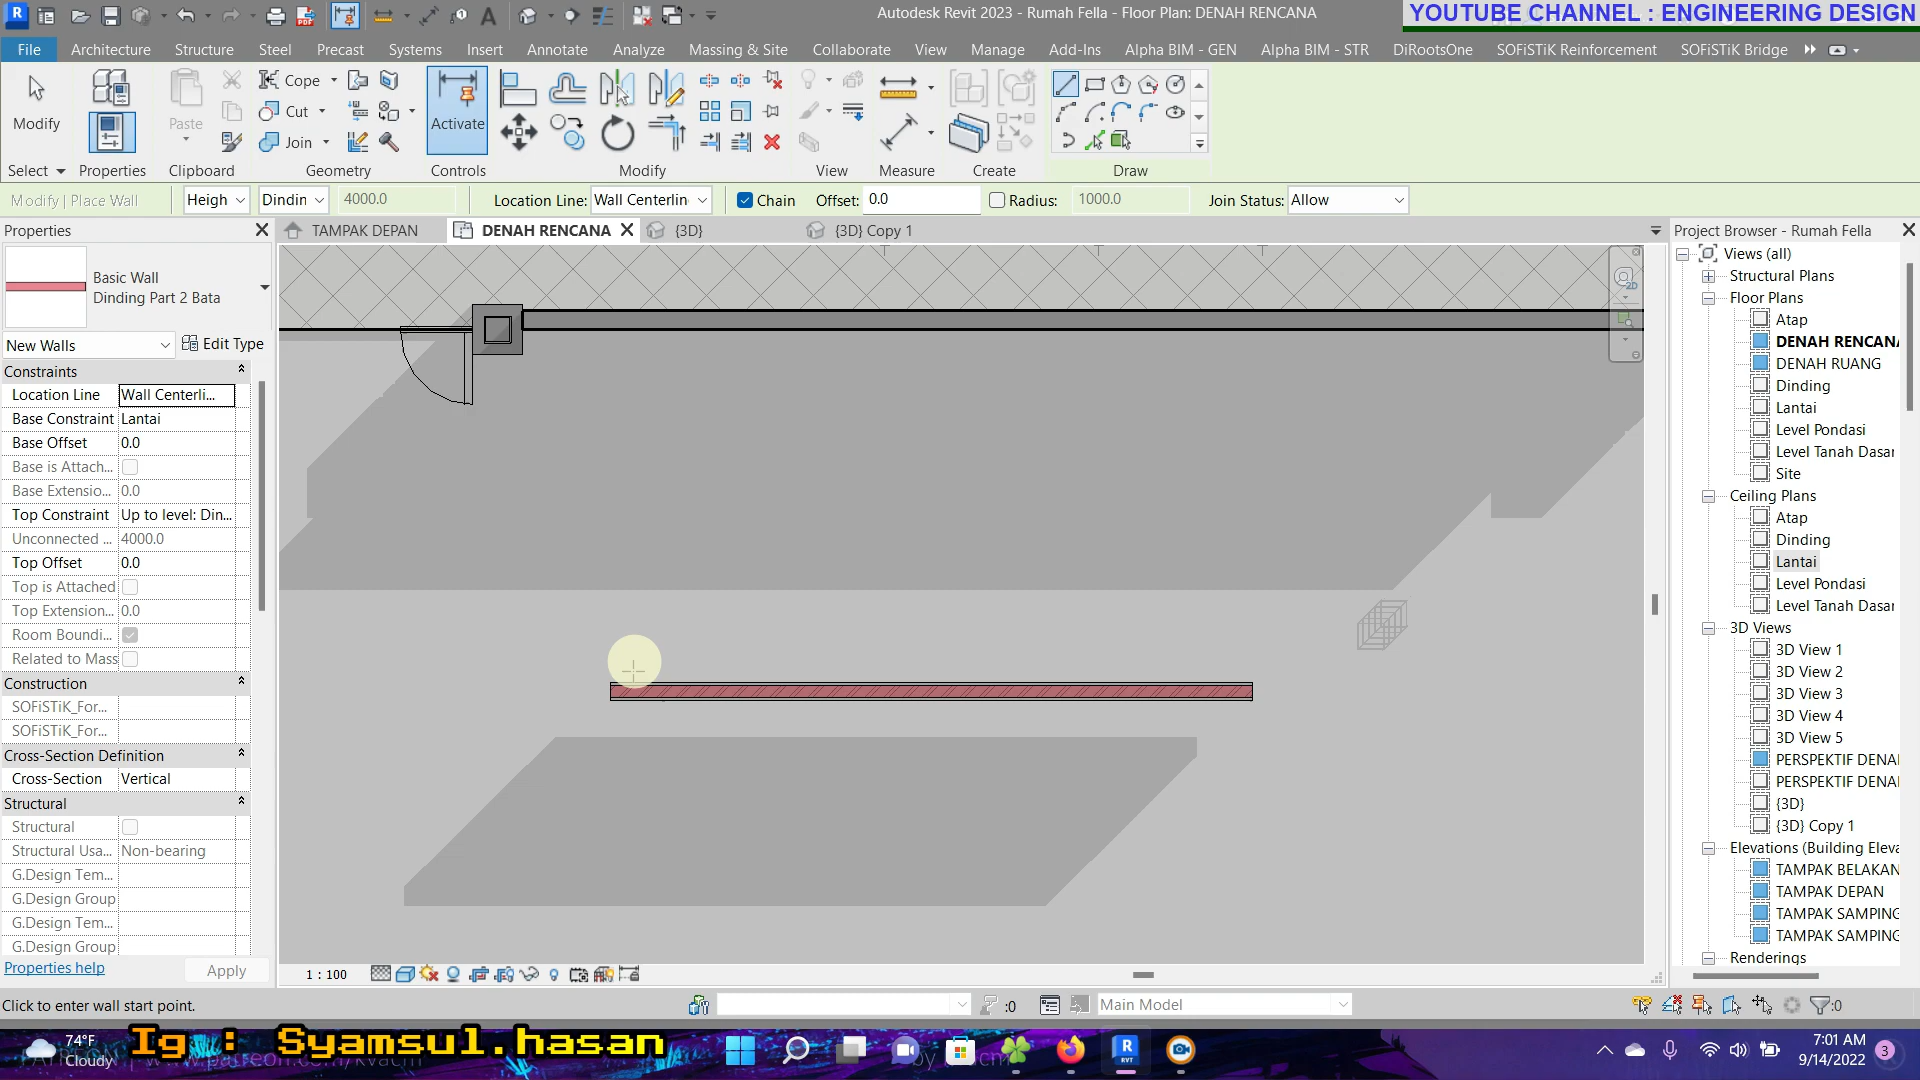 Autodesk Revit 2023 - Rumah Fella - Floor Plan: DENAH RENCANA
YOUTUBE CHANNEL : ENGINEERING DESIGN
File Architecture Structure Steel Precast Systems Insert Annotate Analyze Massing & Site Collaborate View Manage Add-Ins Alpha BIM - GEN Alpha BIM - STR DiRootsOne SOFiSTiK Reinforcement SOFiSTiK Bridge
Modify Paste Cope Cut Join Activate
Select Properties Clipboard Geometry Controls Modify View Measure Create Draw
Modify | Place Wall Heigh Dindin 4000.0 Location Line: Wall Centerlin Chain Offset: 0.0 Radius: 1000.0 Join Status: Allow
Properties
TAMPAK DEPAN DENAH RENCANA {3D} {3D} Copy 1
Project Browser - Rumah Fella
Basic Wall
Dinding Part 2 Bata
New Walls Edit Type
Constraints
Location Line Wall Centerli...
Base Constraint Lantai
Base Offset 0.0
Base is Attach...
Base Extensio... 0.0
Top Constraint Up to level: Din...
Unconnected ... 4000.0
Top Offset 0.0
Top is Attached
Top Extension... 0.0
Room Boundi...
Related to Mass
Construction
SOFiSTiK_For...
SOFiSTiK_For...
Cross-Section Definition
Cross-Section Vertical
Structural
Structural
Structural Usa... Non-bearing
G.Design Tem...
G.Design Group
G.Design Tem...
G.Design Group
Properties help Apply
2D
Views (all)
Structural Plans
Floor Plans
Atap
DENAH RENCANA
DENAH RUANG
Dinding
Lantai
Level Pondasi
Level Tanah Dasar
Site
Ceiling Plans
Atap
Dinding
Lantai
Level Pondasi
Level Tanah Dasar
3D Views
3D View 1
3D View 2
3D View 3
3D View 4
3D View 5
PERSPEKTIF DENA
PERSPEKTIF DENA
{3D}
{3D} Copy 1
Elevations (Building Eleva
TAMPAK BELAKAN
TAMPAK DEPAN
TAMPAK SAMPING
TAMPAK SAMPING
Renderings
1 : 100
Click to enter wall start point. :0 Main Model :0
74°F
Cloudy
Ig : Syamsul.hasan
R
RVT
7:01 AM
9/14/2022
3